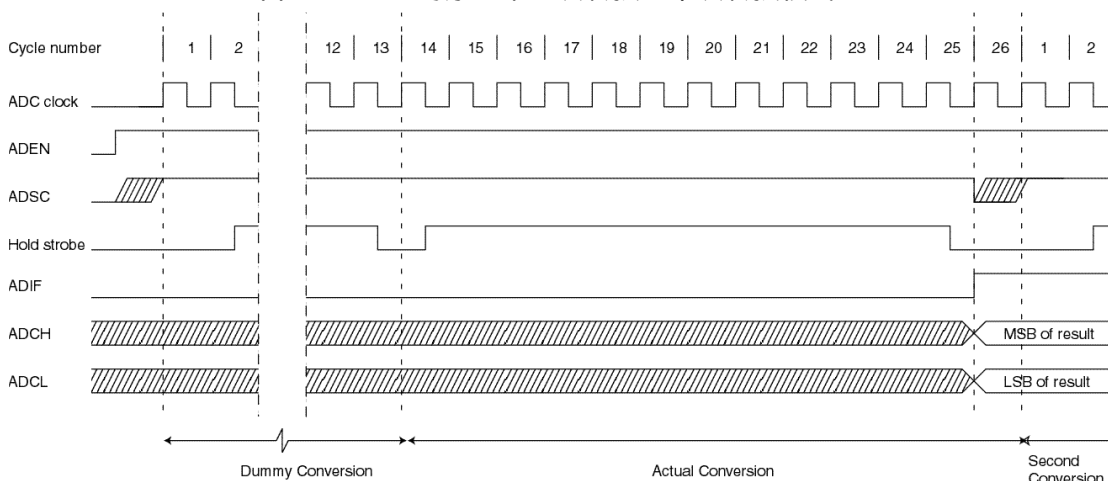 Cycle number 1 2 12 13 14 15 16 17 18 19 20 21 22 23 24 25 26 1 2
ADC clock
ADEN
ADSC
Hold strobe
ADIF
ADCH MSB of result
ADCL LSB of result
Dummy Conversion Actual Conversion Second
Conversion